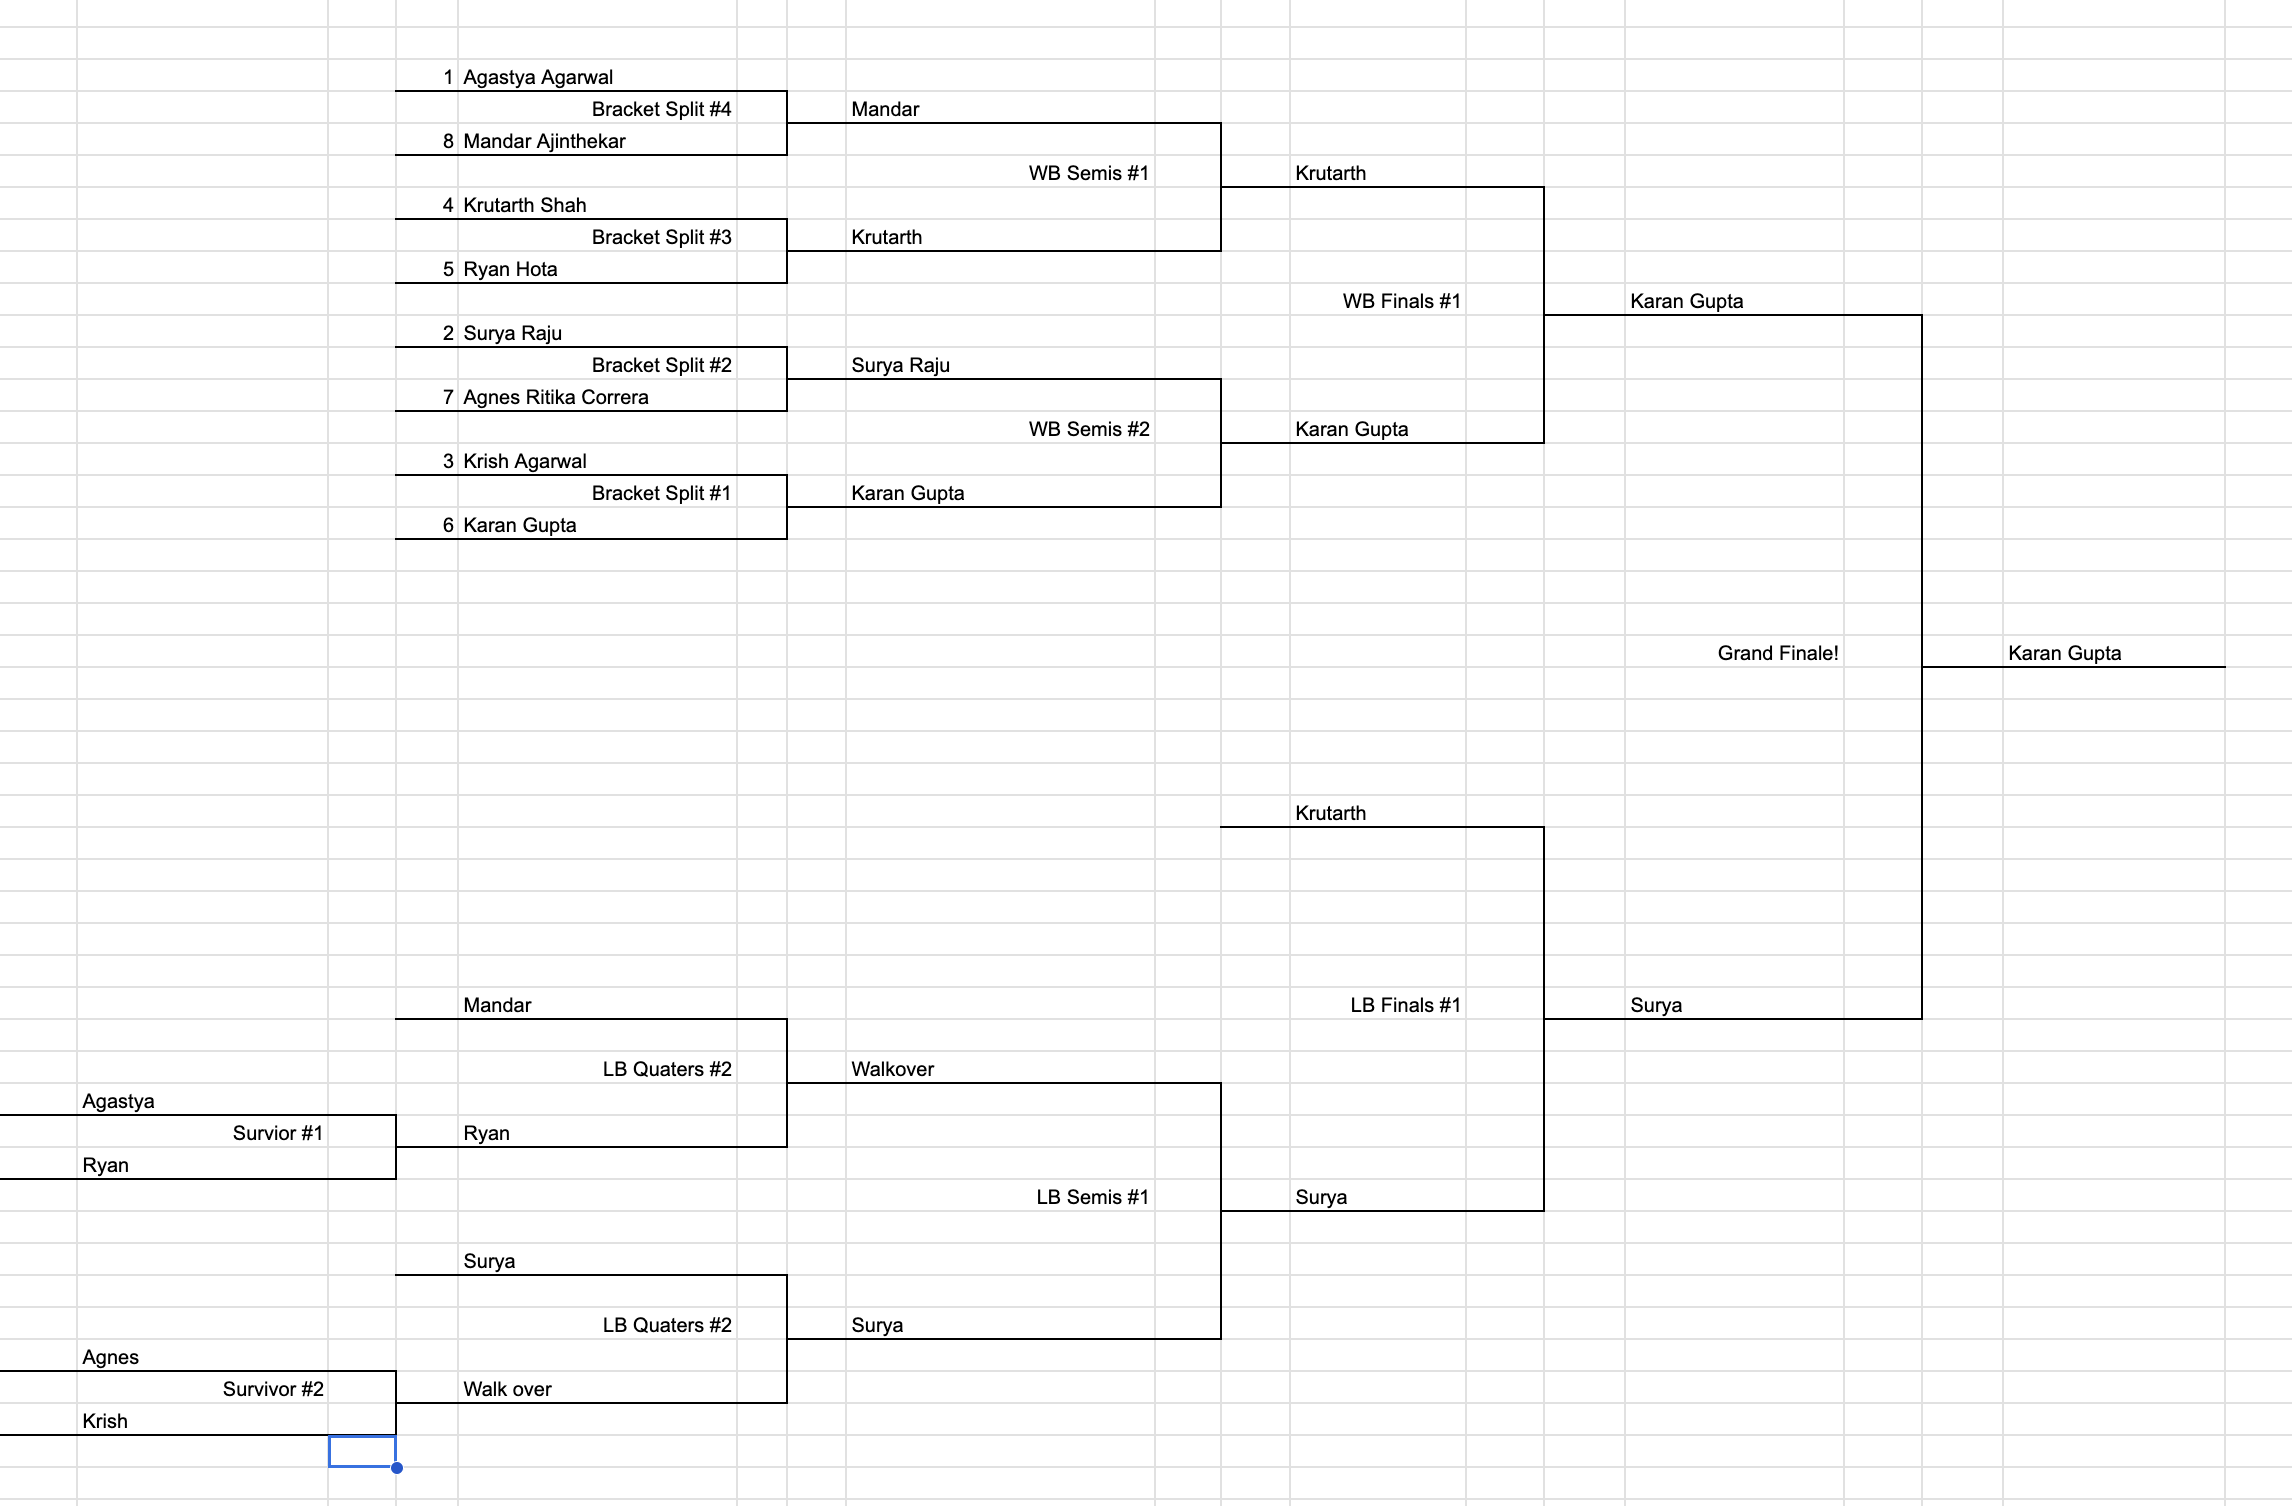 1 Agastya Agarwal
Bracket Split #4 Mandar
8 Mandar Ajinthekar
WB Semis #1 Krutarth
4 Krutarth Shah
Bracket Split #3 Krutarth
5 Ryan Hota
WB Finals #1 Karan Gupta
2 Surya Raju
Bracket Split #2 Surya Raju
7 Agnes Ritika Correra
WB Semis #2 Karan Gupta
3 Krish Agarwal
Bracket Split #1 Karan Gupta
6 Karan Gupta
Grand Finale! Karan Gupta
Krutarth
Mandar LB Finals #1 Surya
LB Quaters #2 Walkover
Agastya
Survior #1 Ryan
Ryan
LB Semis #1 Surya
Surya
LB Quaters #2 Surya
Agnes
Survivor #2 Walk over
Krish